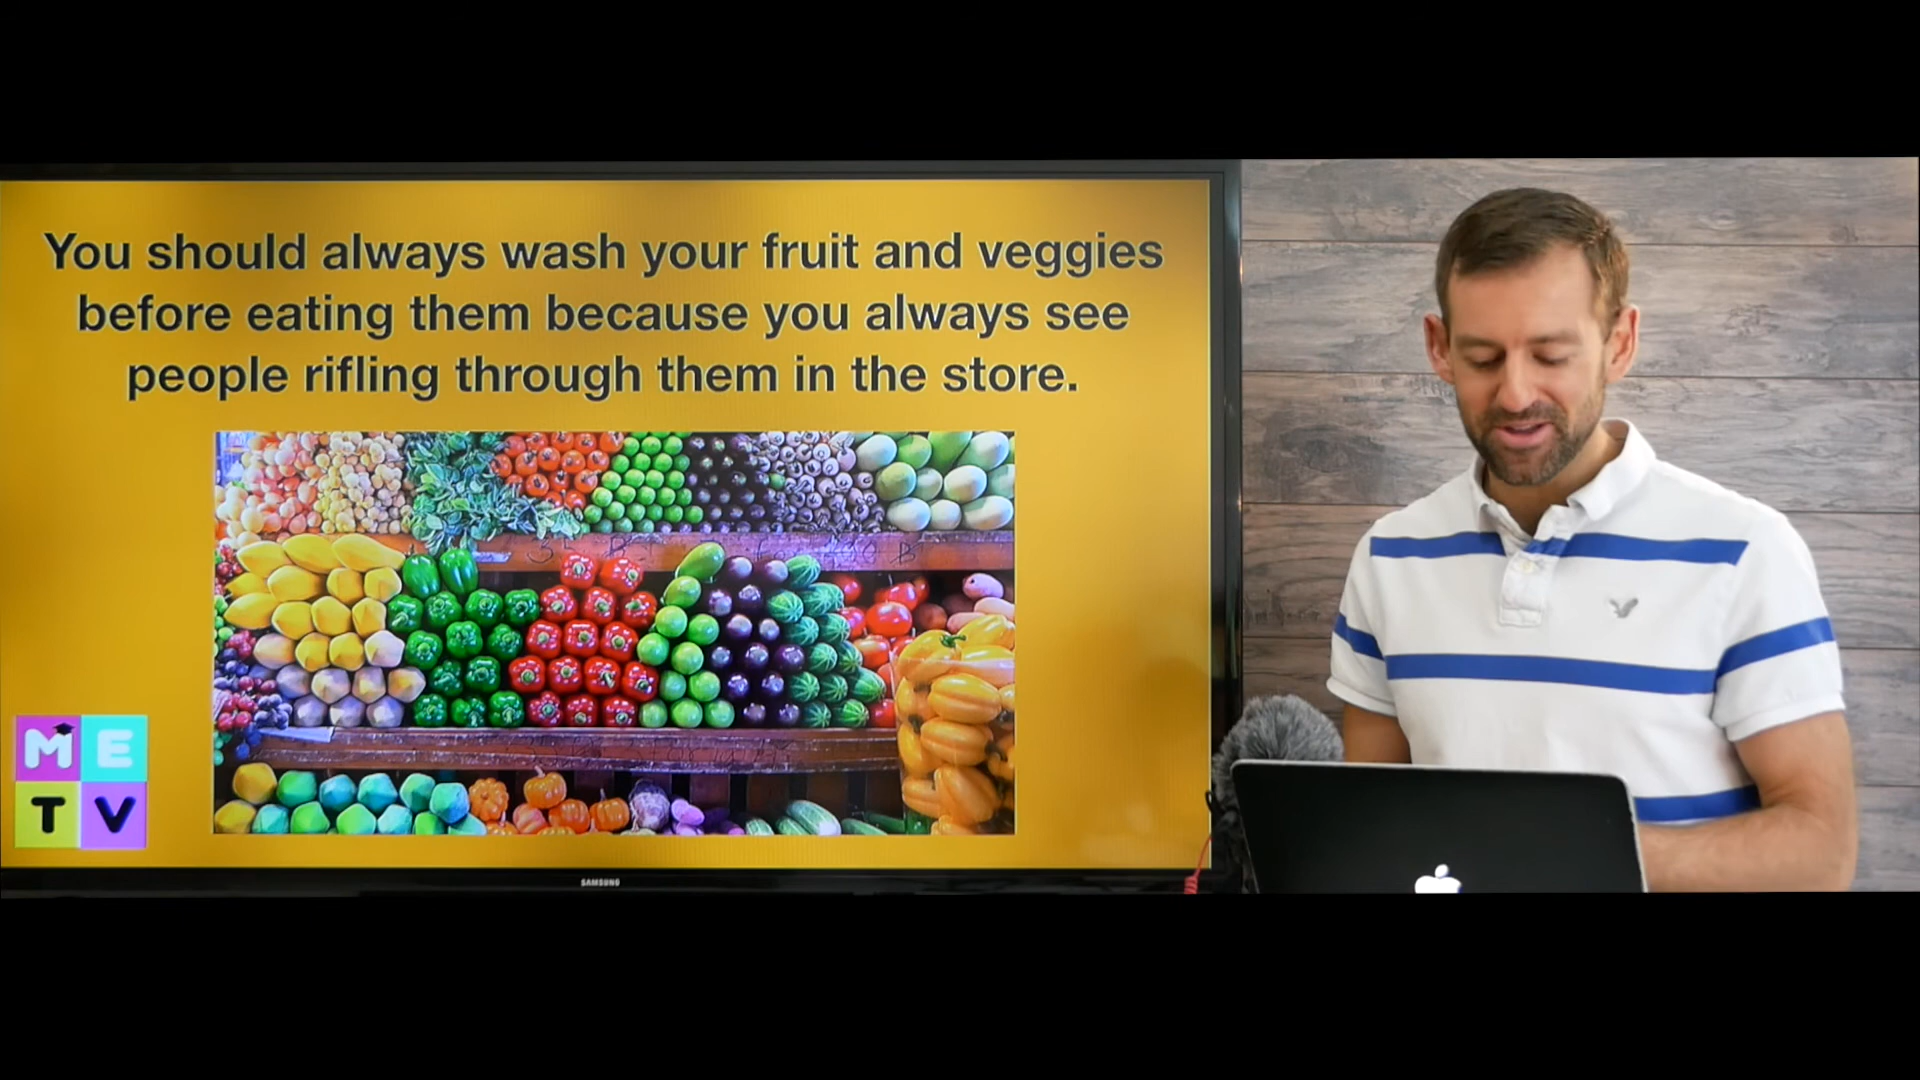 You should always wash your fruit and veggies
before eating them because you always see
people rifling through them in the store.
M E
T V
SAMSUNG